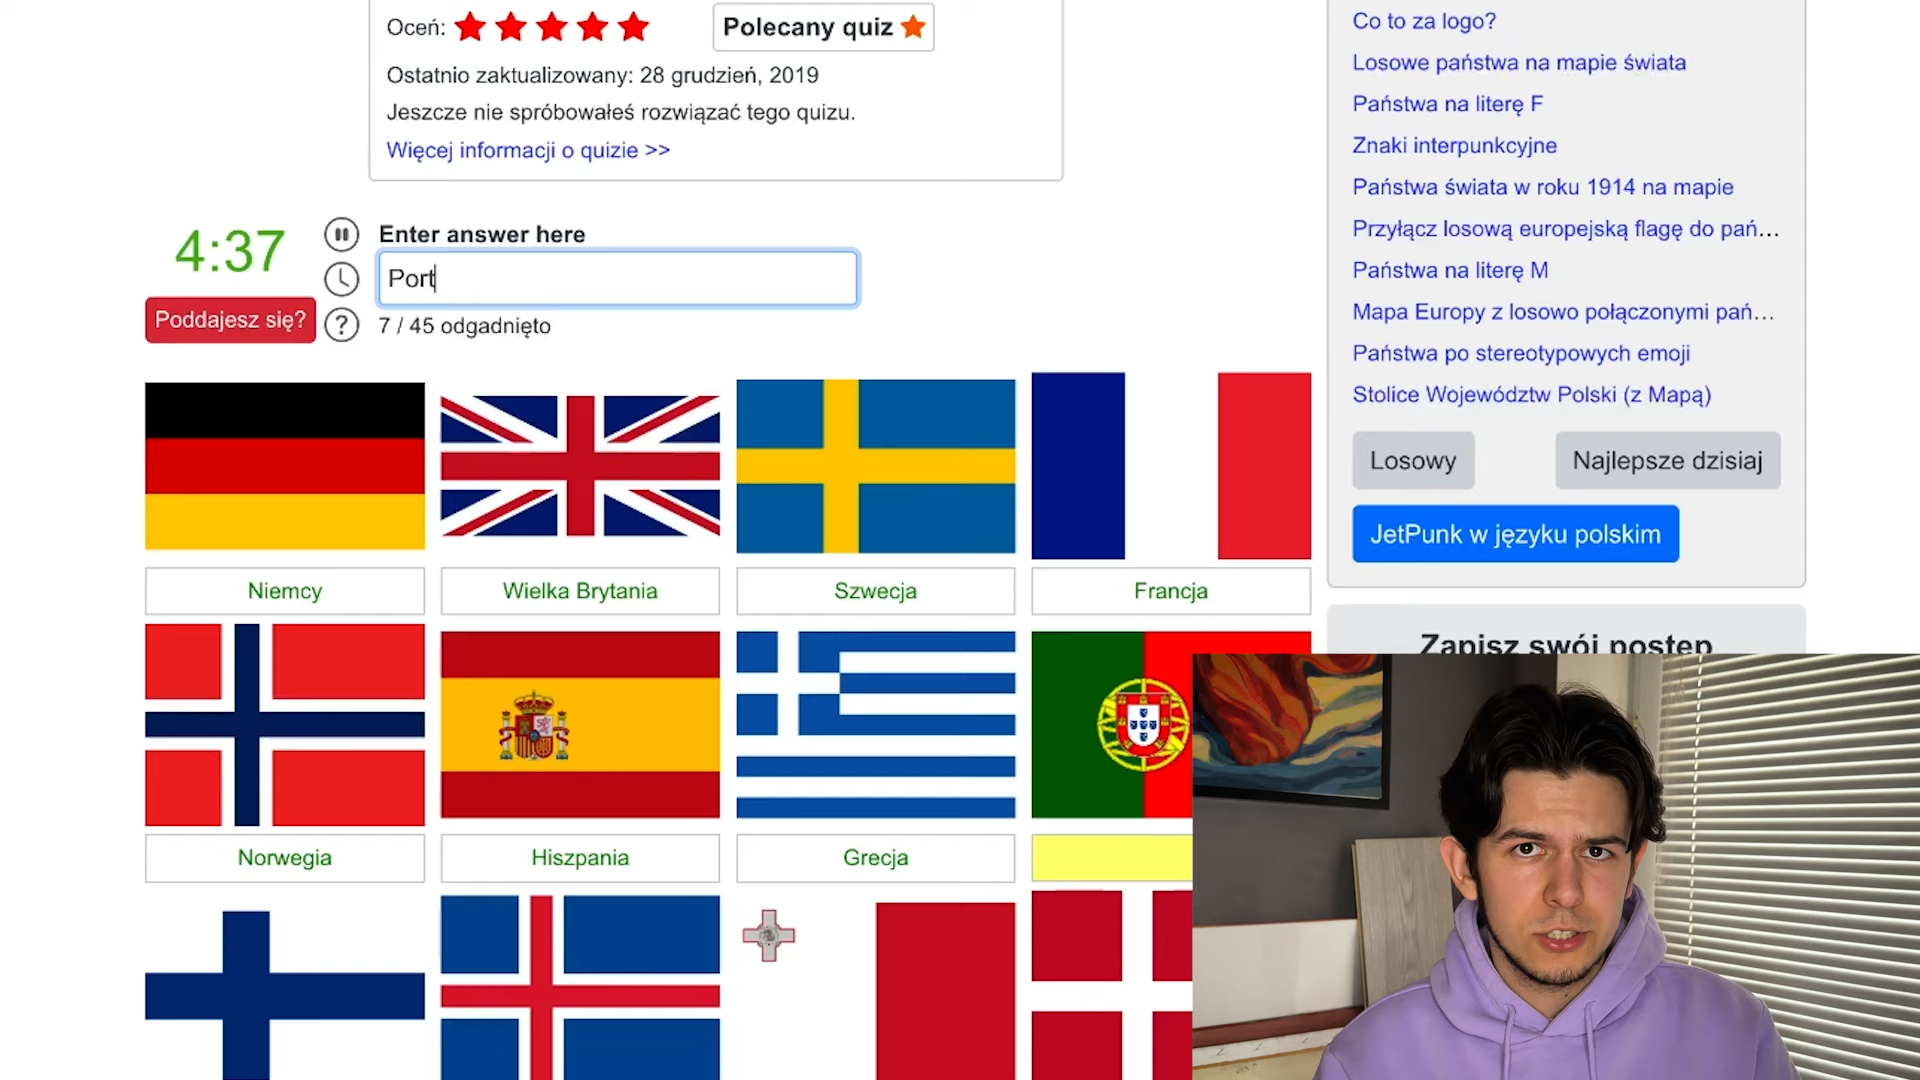 Oceń:
Polecany quiz
Ostatnio zaktualizowany: 28 grudzień, 2019
Jeszcze nie spróbowałeś rozwiązać tego quizu.
Więcej informacji o quizie >>
4:37
Enter answer here
Port
Poddajesz się?
?
7 / 45 odgadnięto
Niemcy
Wielka Brytania
Szwecja
Francja
Norwegia
Hiszpania
Grecja
Co to za logo?
Losowe państwa na mapie świata
Państwa na literę F
Znaki interpunkcyjne
Państwa świata w roku 1914 na mapie
Przyłącz losową europejską flagę do pań...
Państwa na literę M
Mapa Europy z losowo połączonymi pań...
Państwa po stereotypowych emoji
Stolice Województw Polski (z Mapą)
Losowy
Najlepsze dzisiaj
JetPunk w języku polskim
Zapisz swój postęp